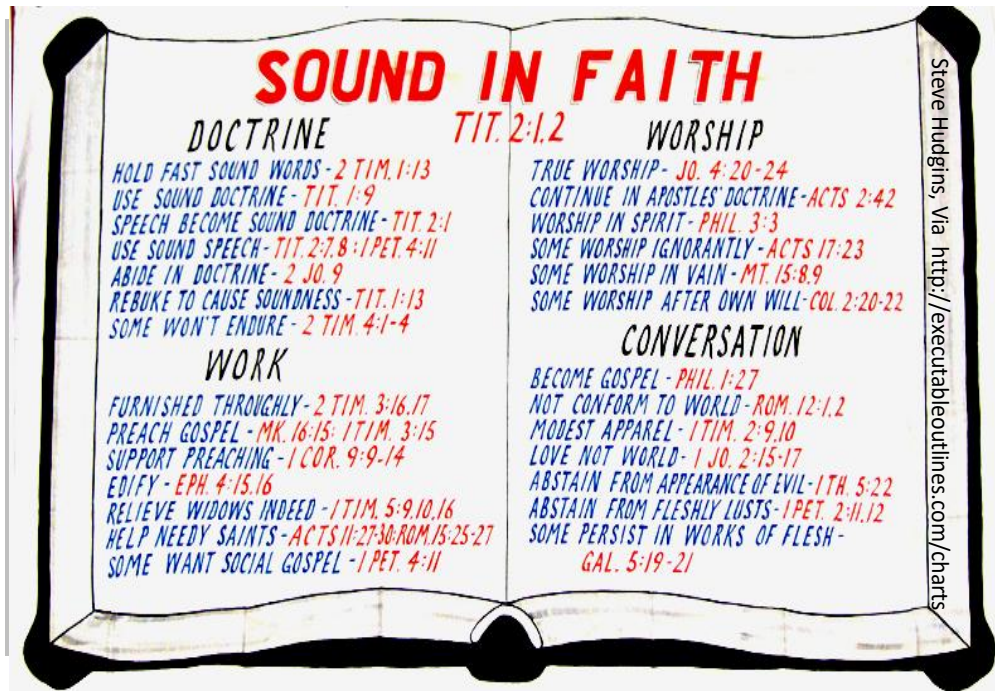 SOUND IN FAITH
TIT. 2:1,2
DOCTRINE
HOLD FAST SOUND WORDS - 2 TIM. 1:13
USE SOUND DOCTRINE - TIT. 1:9
SPEECH BECOME SOUND DOCTRINE - TIT. 2:1
USE SOUND SPEECH - TIT. 2:7,8 : 1 PET. 4:11
ABIDE IN DOCTRINE - 2 JO. 9
REBUKE TO CAUSE SOUNDNESS - TIT. 1:13
SOME WON'T ENDURE - 2 TIM. 4:1-4
WORK
FURNISHED THROUGHLY - 2 TIM. 3:16,17
PREACH GOSPEL - MK. 16:15: 1 TIM. 3:15
SUPPORT PREACHING - 1 COR. 9:9-14
EDIFY - EPH. 4:15,16
RELIEVE WIDOWS INDEED - 1 TIM. 5:9,10,16
HELP NEEDY SAINTS - ACTS 11:27-30: ROM. 15:25-27
SOME WANT SOCIAL GOSPEL - 1 PET. 4:11
WORSHIP
TRUE WORSHIP - JO. 4:20-24
CONTINUE IN APOSTLES' DOCTRINE - ACTS 2:42
WORSHIP IN SPIRIT - PHIL. 3:3
SOME WORSHIP IGNORANTLY - ACTS 17:23
SOME WORSHIP IN VAIN - MT. 15:8,9
SOME WORSHIP AFTER OWN WILL - COL. 2:20-22
CONVERSATION
BECOME GOSPEL - PHIL. 1:27
NOT CONFORM TO WORLD - ROM. 12:1,2
MODEST APPAREL - 1 TIM. 2:9,10
LOVE NOT WORLD - 1 JO. 2:15-17
ABSTAIN FROM APPEARANCE OF EVIL - 1 TH. 5:22
ABSTAIN FROM FLESHLY LUSTS - 1 PET. 2:11,12
SOME PERSIST IN WORKS OF FLESH -
GAL. 5:19-21
Steve Hudgins, Via http://executableoutlines.com/charts